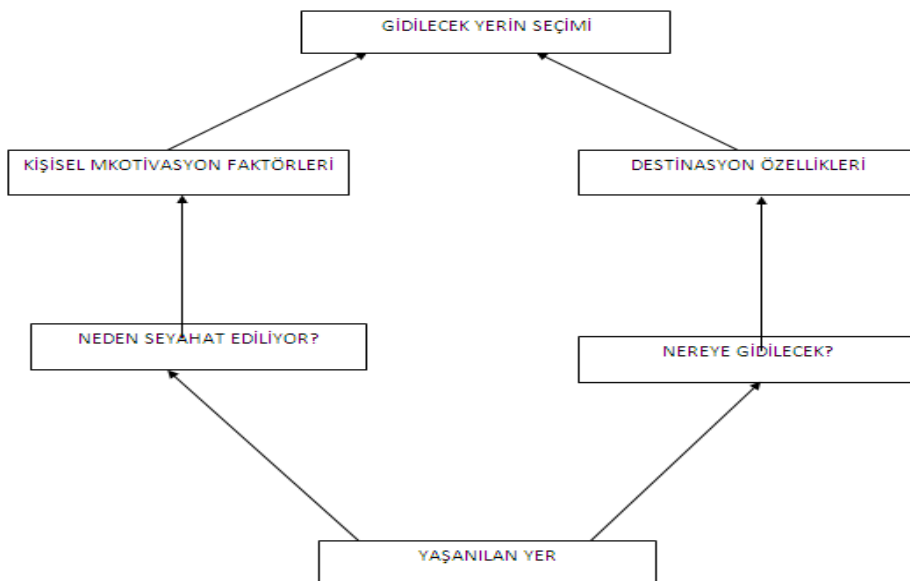 GİDİLECEK YERİN SEÇİMİ
KİŞİSEL MKOTİVASYON FAKTÖRLERİ
DESTİNASYON ÖZELLİKLERİ
NEDEN SEYAHAT EDİLİYOR?
NEREYE GİDİLECEK?
YAŞANILAN YER